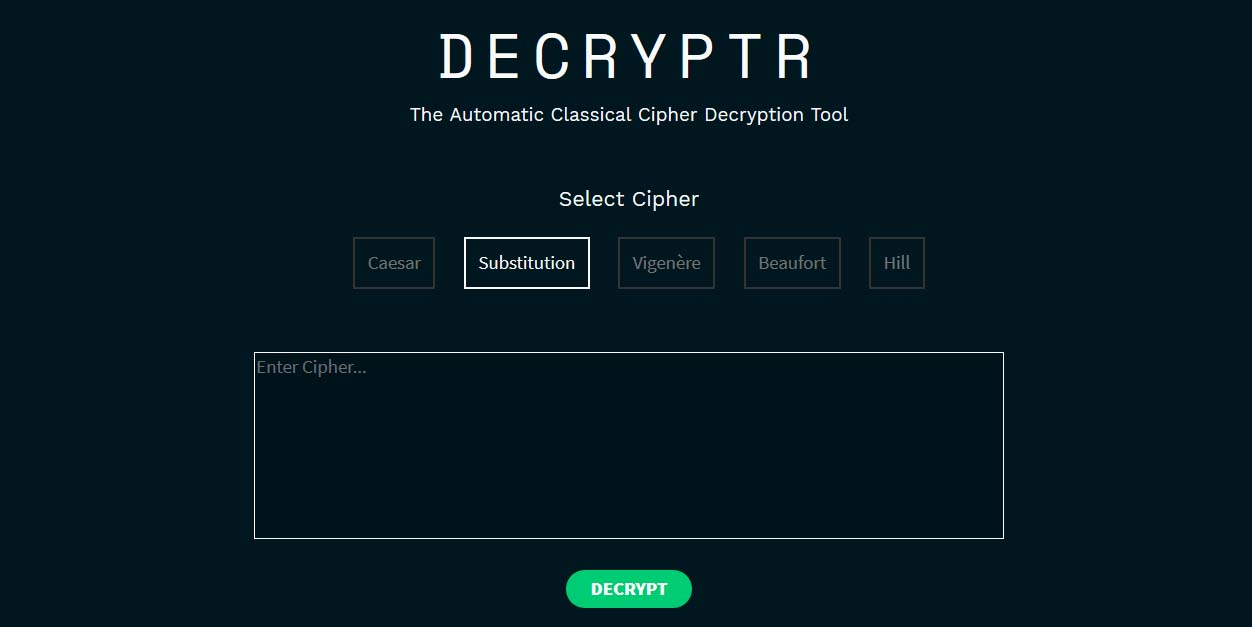 DECRYPTR
The Automatic Classical Cipher Decryption Tool
Select Cipher
Caesar Substitution Vigenère Beaufort Hill
Enter Cipher...
DECRYPT